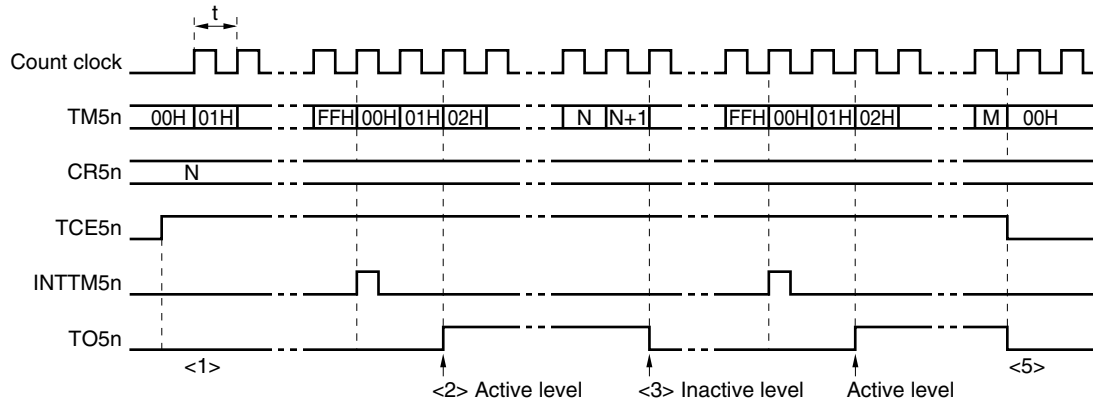 t
Count clock
TM5n 00H 01H FFH 00H 01H 02H N N+1 FFH 00H 01H 02H M 00H
CR5n N
TCE5n
INTTM5n
TO5n
<1> <5>
<2> Active level <3> Inactive level Active level